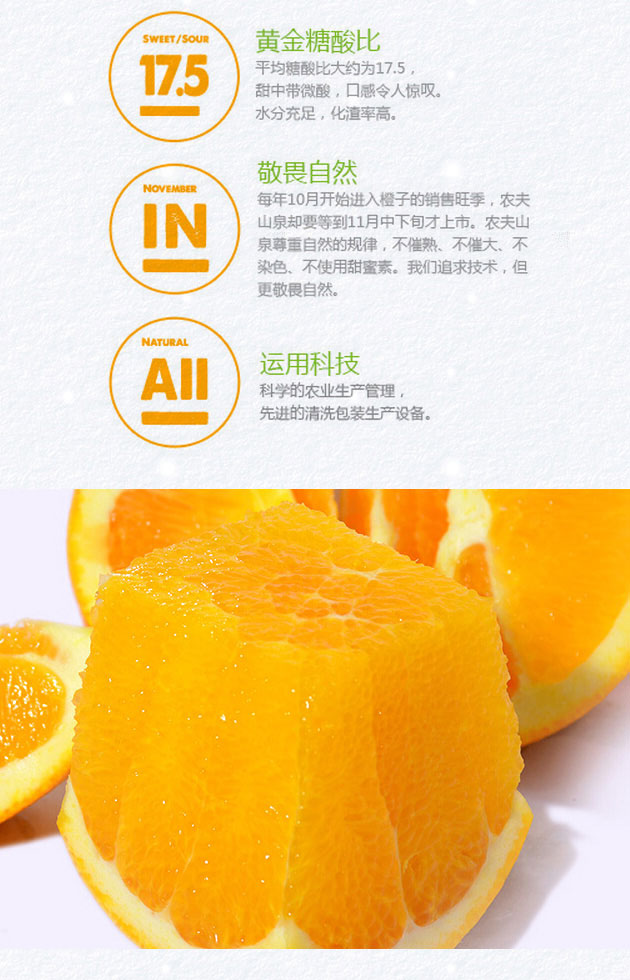 SWEET/SOUR
17.5
黄金糖酸比
平均糖酸比大约为17.5，
甜中带微酸，口感令人惊叹。
水分充足，化渣率高。
NOVEMBER
IN
敬畏自然
每年10月开始进入橙子的销售旺季，农夫
山泉却要等到11月中下旬才上市。农夫山
泉尊重自然的规律，不催熟、不催大、不
染色、不使用甜蜜素。我们追求技术，但
更敬畏自然。
NATURAL
All
运用科技
科学的农业生产管理，
先进的清洗包装生产设备。